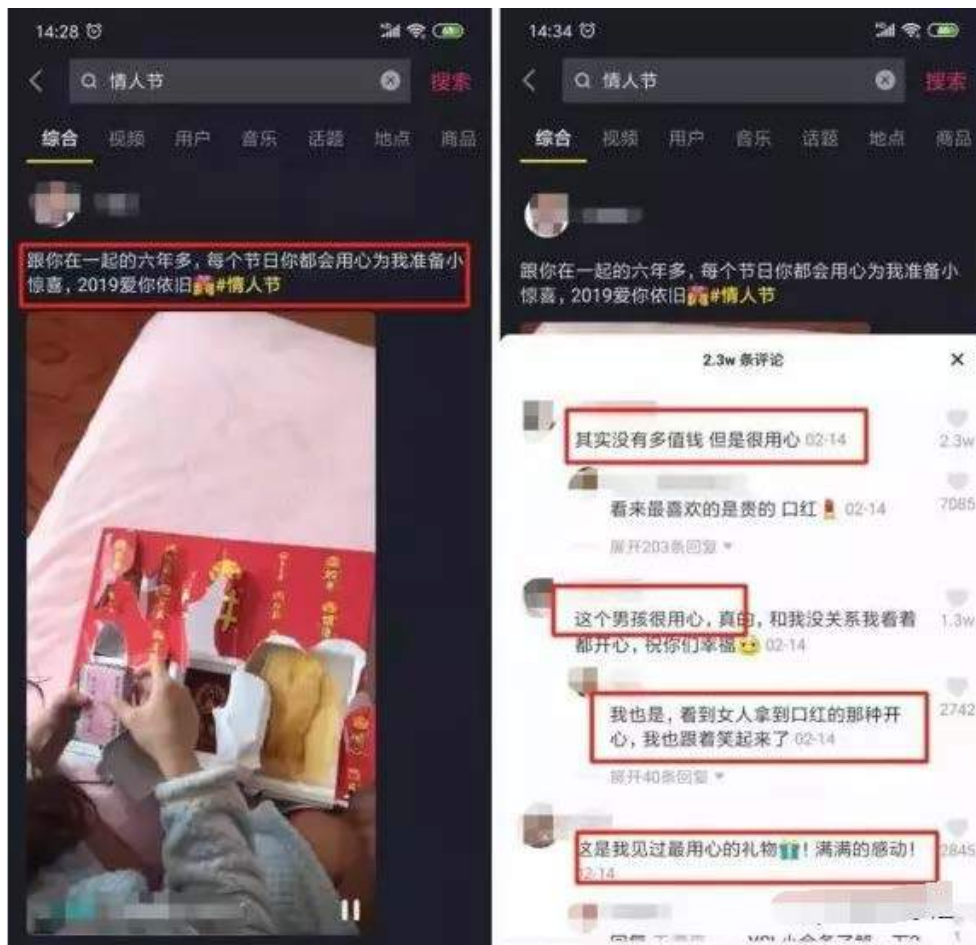 14:28
情人节
搜索
综合 视频 用户 音乐 话题 地点 商品
跟你在一起的六年多，每个节日你都会用心为我准备小
惊喜，2019爱你依旧#情人节
14:34
情人节
搜索
综合 视频 用户 音乐 话题 地点 商品
跟你在一起的六年多，每个节日你都会用心为我准备小
惊喜，2019爱你依旧#情人节
2.3w 条评论
其实没有多值钱 但是很用心 02-14
2.3w
看来最喜欢的是贵的 口红 02-14
7085
展开203条回复
这个男孩很用心，真的，和我没关系我看着
都开心，祝你们幸福 02-14
1.3w
我也是，看到女人拿到口红的那种开
心，我也跟着笑起来了 02-14
2742
展开40条回复
这是我见过最用心的礼物！满满的感动！
02-14
2845